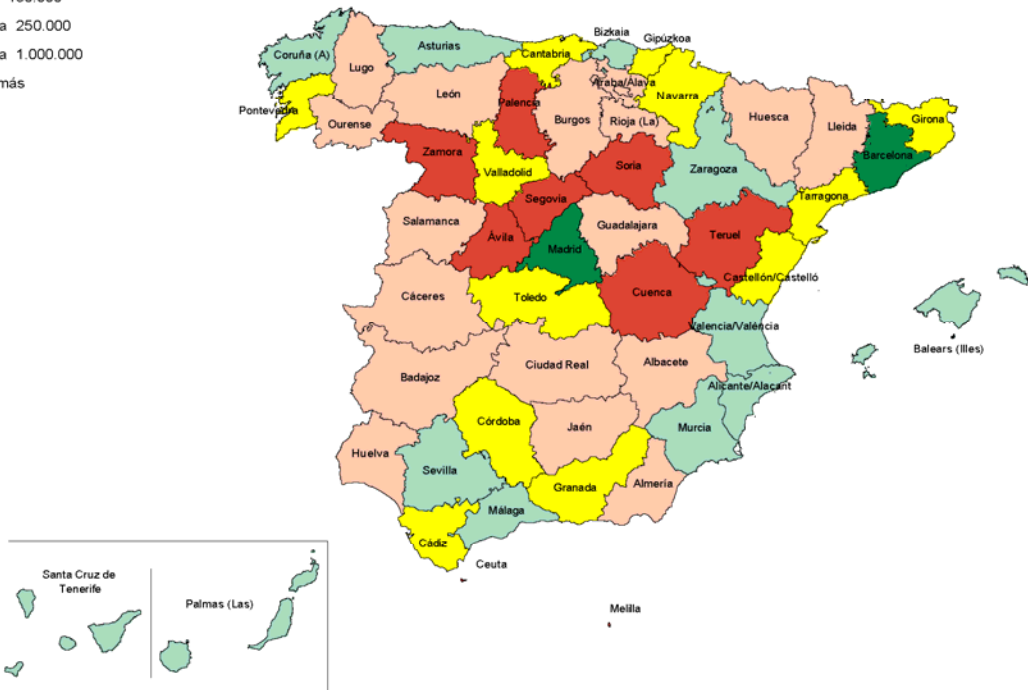 a 250.000
a 1.000.000
más
Bizkaia
Gipúzkoa
Coruña (A)
Asturias
Cantabria
Lugo
Araba/Álava
Navarra
León
Palencia
Pontevedra
Ourense
Burgos
Rioja (La)
Huesca
Lleida
Girona
Zamora
Valladolid
Soria
Zaragoza
Barcelona
Segovia
Tarragona
Salamanca
Ávila
Madrid
Guadalajara
Teruel
Castellón/Castelló
Cáceres
Toledo
Cuenca
Valencia/València
Balears (Illes)
Badajoz
Ciudad Real
Albacete
Alicante/Alacant
Córdoba
Jaén
Murcia
Huelva
Sevilla
Granada
Almería
Málaga
Cádiz
Ceuta
Santa Cruz de
Tenerife
Palmas (Las)
Melilla